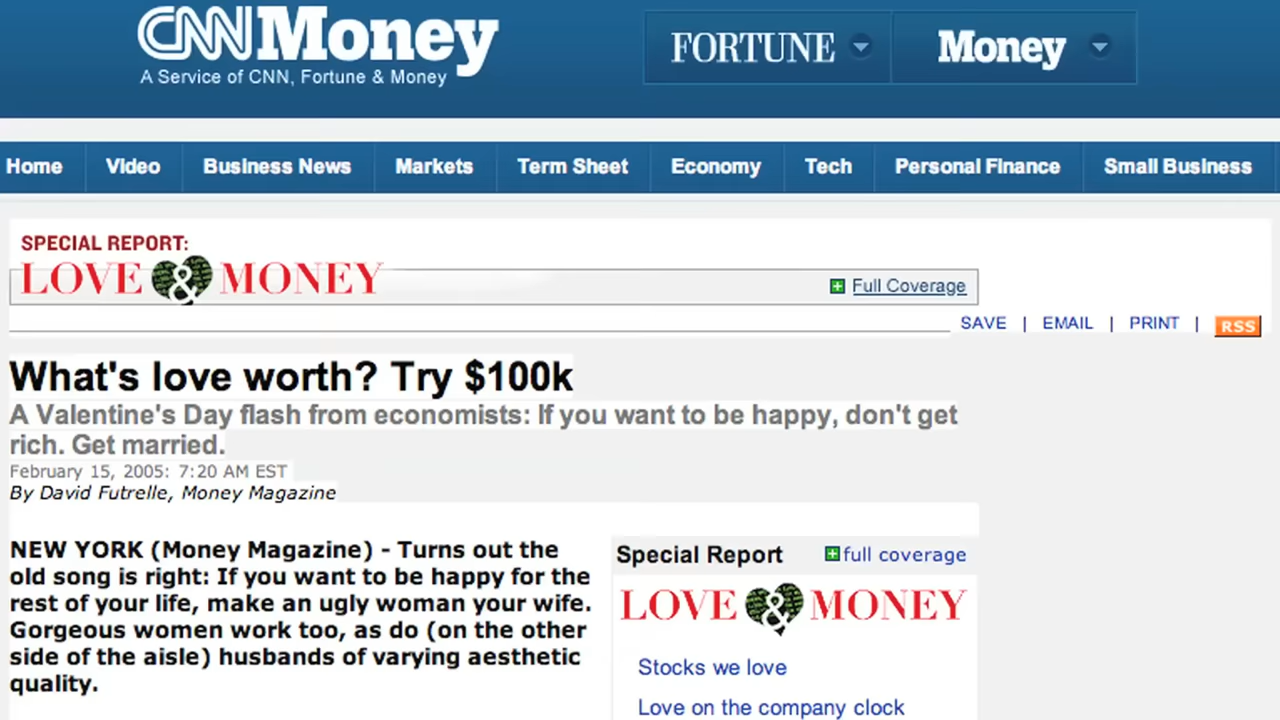 CNN Money
A Service of CNN, Fortune & Money
FORTUNE
Money
Home Video Business News Markets Term Sheet Economy Tech Personal Finance Small Business
SPECIAL REPORT:
LOVE & MONEY
Full Coverage
SAVE | EMAIL | PRINT | RSS
What's love worth? Try $100k
A Valentine's Day flash from economists: If you want to be happy, don't get
rich. Get married.
February 15, 2005: 7:20 AM EST
By David Futrelle, Money Magazine
NEW YORK (Money Magazine) - Turns out the
old song is right: If you want to be happy for the
rest of your life, make an ugly woman your wife.
Gorgeous women work too, as do (on the other
side of the aisle) husbands of varying aesthetic
quality.
Special Report
full coverage
LOVE & MONEY
Stocks we love
Love on the company clock